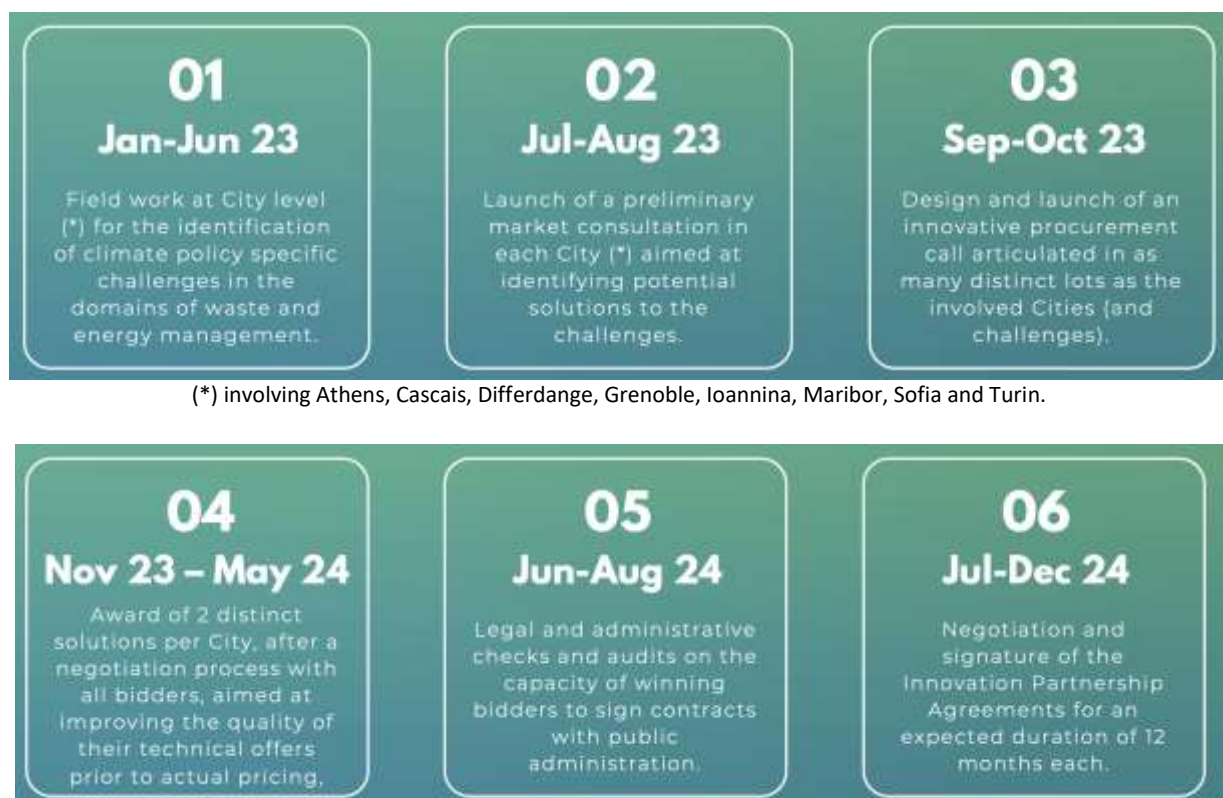 01
Jan-Jun 23
Field work at City level
(*) for the identification
of climate policy specific
challenges in the
domains of waste and
energy management.
02
Jul-Aug 23
Launch of a preliminary
market consultation in
each City (*) aimed at
identifying potential
solutions to the
challenges.
03
Sep-Oct 23
Design and launch of an
innovative procurement
call articulated in as
many distinct lots as the
involved Cities (and
challenges).
(*) involving Athens, Cascais, Differdange, Grenoble, Ioannina, Maribor, Sofia and Turin.
04
Nov 23 – May 24
Award of 2 distinct
solutions per City, after a
negotiation process with
all bidders, aimed at
improving the quality of
their technical offers
prior to actual pricing,
05
Jun-Aug 24
Legal and administrative
checks and audits on the
capacity of winning
bidders to sign contracts
with public
administration.
06
Jul-Dec 24
Negotiation and
signature of the
Innovation Partnership
Agreements for an
expected duration of 12
months each.